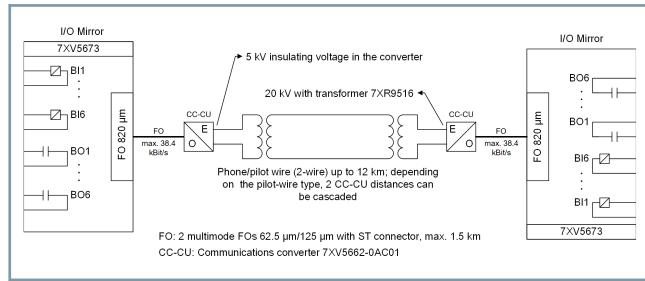 I/O Mirror
7XV5673
BI1
BI6
BO1
BO6
FO 820 µm
FO
max. 38.4
kBit/s
CC-CU
E
O
5 kV insulating voltage in the converter
20 kV with transformer 7XR9516
Phone/pilot wire (2-wire) up to 12 km; depending
on the pilot-wire type, 2 CC-CU distances can
be cascaded
CC-CU
E
O
FO
max. 38.4
kBit/s
I/O Mirror
FO 820 µm
BO6
BO1
BI6
BI1
7XV5673
FO: 2 multimode FOs 62.5 µm/125 µm with ST connector, max. 1.5 km
CC-CU: Communications converter 7XV5662-0AC01